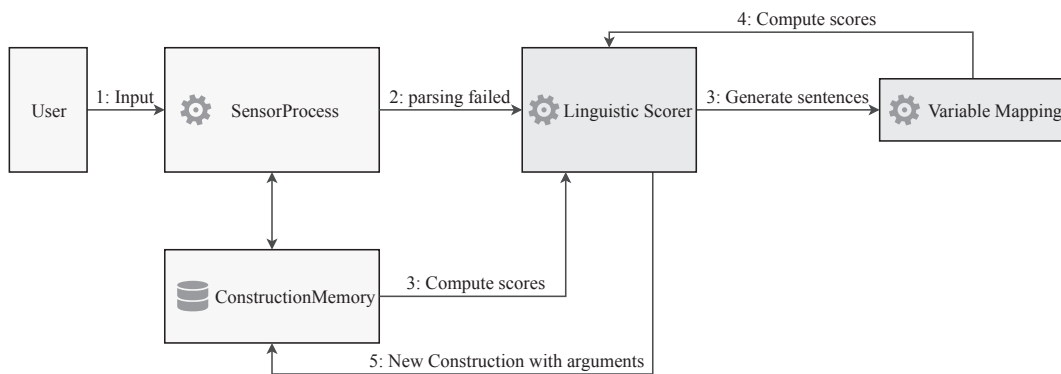 4: Compute scores
User
1: Input
SensorProcess
2: parsing failed
Linguistic Scorer
3: Generate sentences
Variable Mapping
ConstructionMemory
3: Compute scores
5: New Construction with arguments